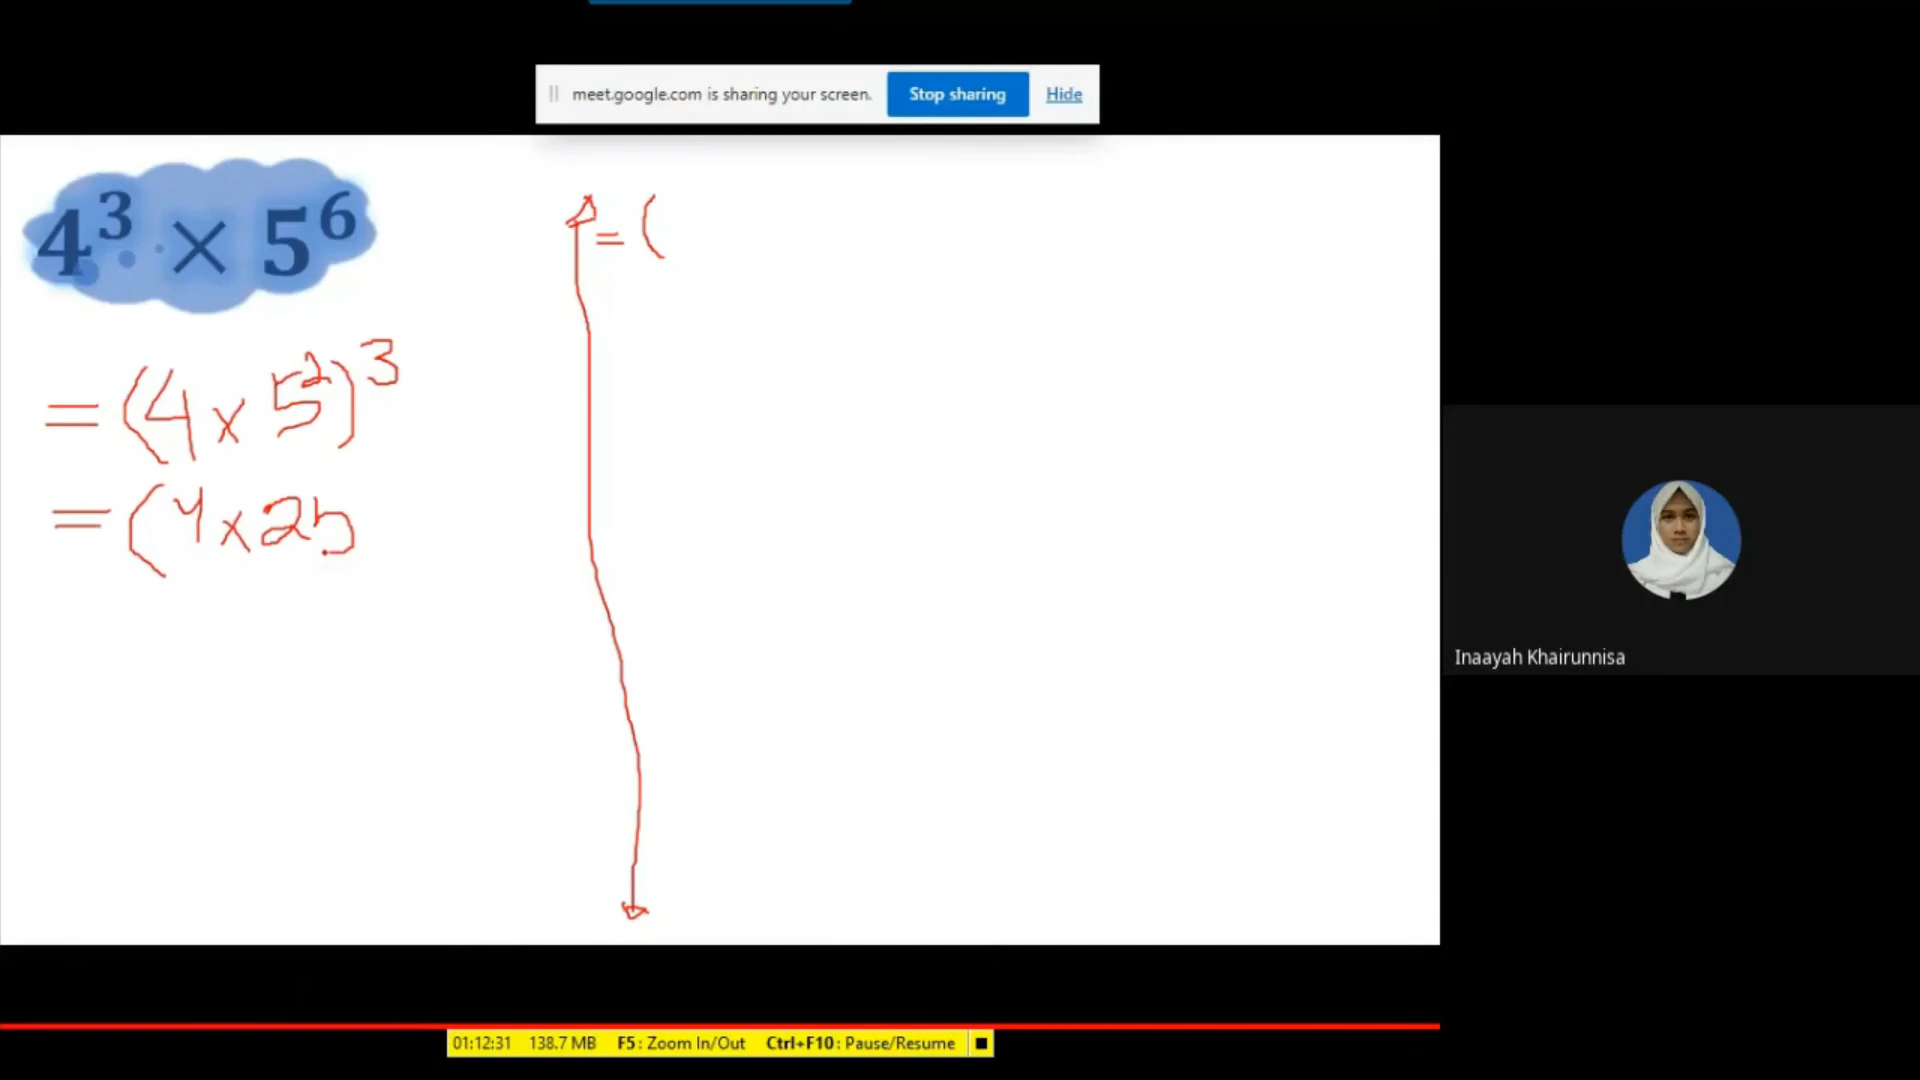 meet.google.com is sharing your screen. Stop sharing Hide
4³ × 5⁶
= (4 × 5²)³
= (4 × 25
= (
Inaayah Khairunnisa
01:12:31 138.7 MB F5: Zoom In/Out Ctrl+F10: Pause/Resume